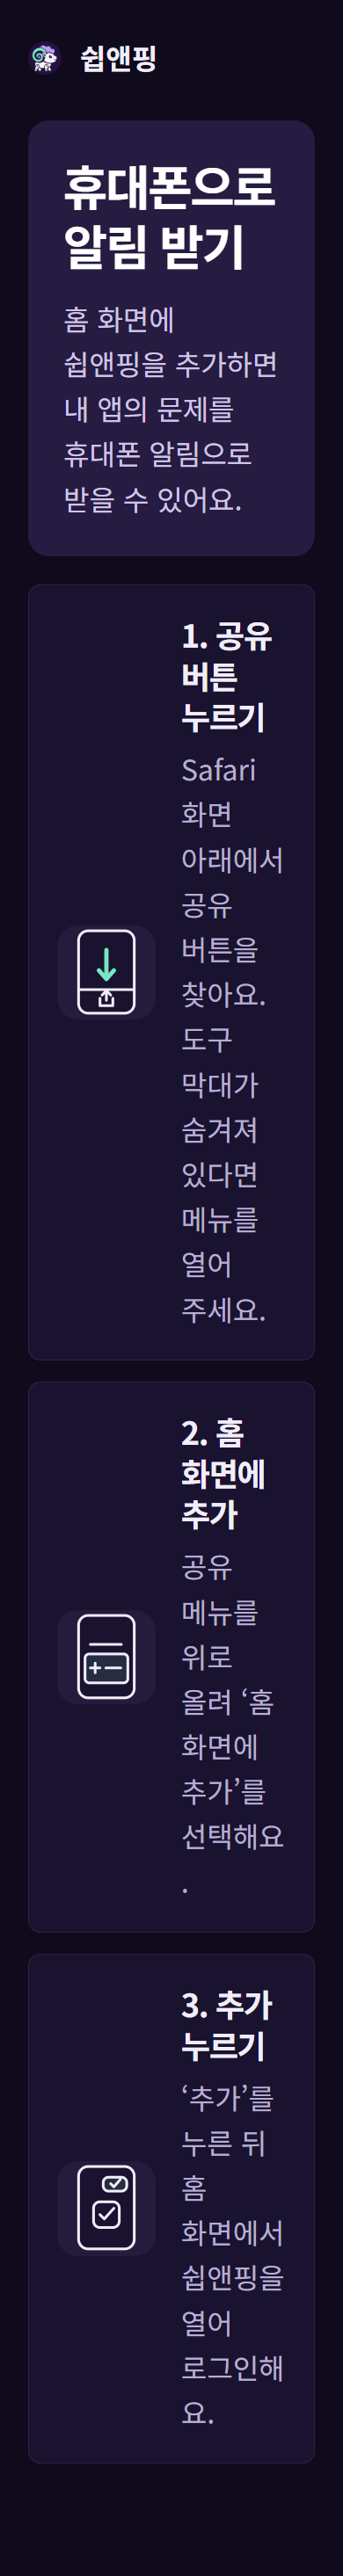 쉽앤핑
휴대폰으로
알림 받기
홈 화면에
쉽앤핑을 추가하면
내 앱의 문제를
휴대폰 알림으로
받을 수 있어요.
1. 공유
버튼
누르기
Safari
화면
아래에서
공유
버튼을
찾아요.
도구
막대가
숨겨져
있다면
메뉴를
열어
주세요.
2. 홈
화면에
추가
공유
메뉴를
위로
올려 ‘홈
화면에
추가’를
선택해요
.
3. 추가
누르기
‘추가’를
누른 뒤
홈
화면에서
쉽앤핑을
열어
로그인해
요.